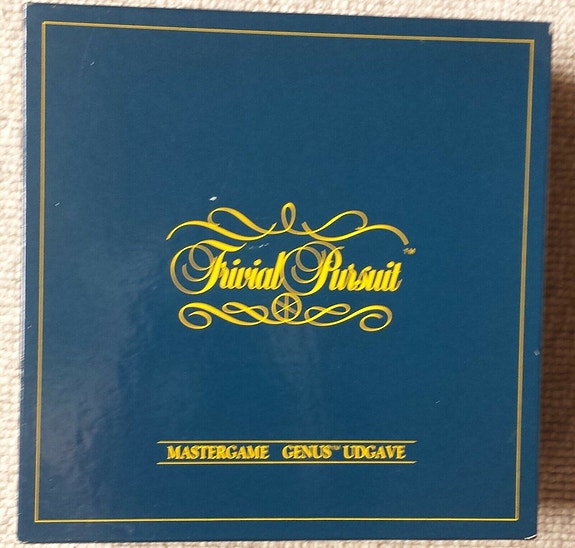 Trivial Pursuit™
MASTERGAME GENUS™ UDGAVE